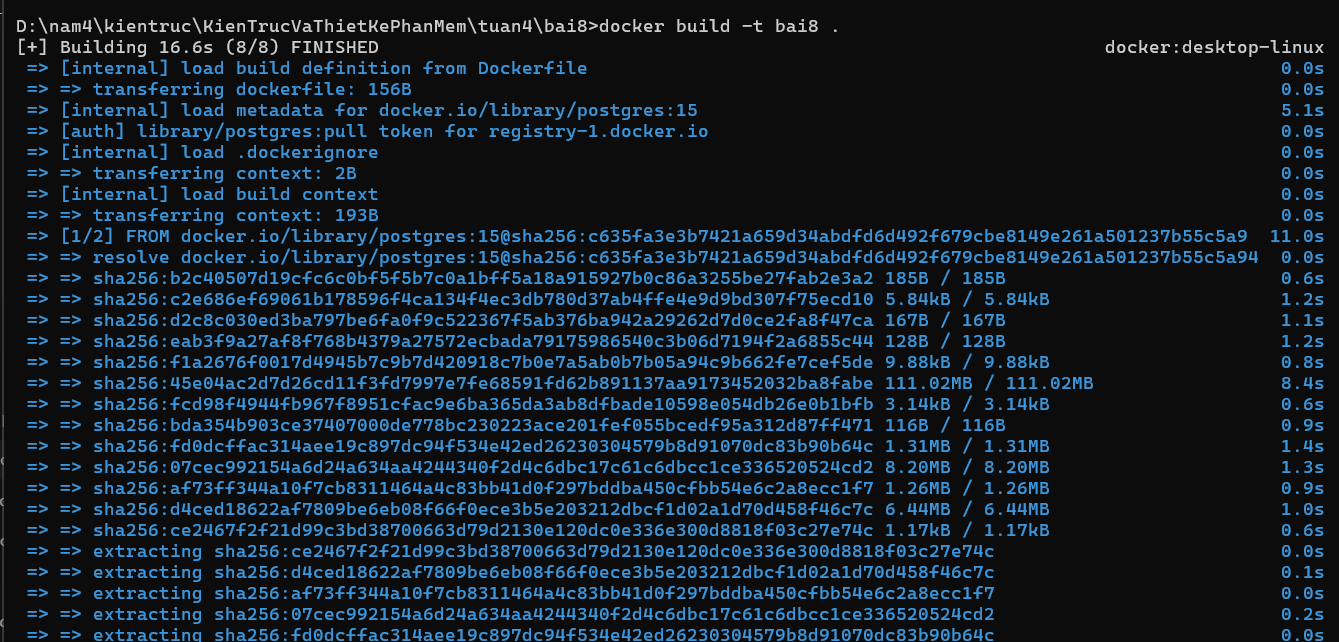 D:\nam4\kientruc\KienTrucVaThietKePhanMem\tuan4\bai8>docker build -t bai8 .
[+] Building 16.6s (8/8) FINISHED docker:desktop-linux
=> [internal] load build definition from Dockerfile 0.0s
=> => transferring dockerfile: 156B 0.0s
=> [internal] load metadata for docker.io/library/postgres:15 5.1s
=> [auth] library/postgres:pull token for registry-1.docker.io 0.0s
=> [internal] load .dockerignore 0.0s
=> => transferring context: 2B 0.0s
=> [internal] load build context 0.0s
=> => transferring context: 193B 0.0s
=> [1/2] FROM docker.io/library/postgres:15@sha256:c635fa3e3b7421a659d34abdfd6d492f679cbe8149e261a501237b55c5a9 11.0s
=> => resolve docker.io/library/postgres:15@sha256:c635fa3e3b7421a659d34abdfd6d492f679cbe8149e261a501237b55c5a94 0.0s
=> => sha256:b2c40507d19cfc6c0bf5f5b7c0a1bff5a18a915927b0c86a3255be27fab2e3a2 185B / 185B 0.6s
=> => sha256:c2e686ef69061b178596f4ca134f4ec3db780d37ab4ffe4e9d9bd307f75ecd10 5.84kB / 5.84kB 1.2s
=> => sha256:d2c8c030ed3ba797be6fa0f9c522367f5ab376ba942a29262d7d0ce2fa8f47ca 167B / 167B 1.1s
=> => sha256:eab3f9a27af8f768b4379a27572ecbada79175986540c3b06d7194f2a6855c44 128B / 128B 1.2s
=> => sha256:f1a2676f0017d4945b7c9b7d420918c7b0e7a5ab0b7b05a94c9b662fe7cef5de 9.88kB / 9.88kB 0.8s
=> => sha256:45e04ac2d7d26cd11f3fd7997e7fe68591fd62b891137aa9173452032ba8fabe 111.02MB / 111.02MB 8.4s
=> => sha256:fcd98f4944fb967f8951cfac9e6ba365da3ab8dfbade10598e054db26e0b1bfb 3.14kB / 3.14kB 0.6s
=> => sha256:bda354b903ce37407000de778bc230223ace201fef055bcedf95a312d87ff471 116B / 116B 0.9s
=> => sha256:fd0dcffac314aee19c897dc94f534e42ed26230304579b8d91070dc83b90b64c 1.31MB / 1.31MB 1.4s
=> => sha256:07cec992154a6d24a634aa4244340f2d4c6dbc17c61c6dbcc1ce336520524cd2 8.20MB / 8.20MB 1.3s
=> => sha256:af73ff344a10f7cb8311464a4c83bb41d0f297bddba450cfbb54e6c2a8ecc1f7 1.26MB / 1.26MB 0.9s
=> => sha256:d4ced18622af7809be6eb08f66f0ece3b5e203212dbcf1d02a1d70d458f46c7c 6.44MB / 6.44MB 1.0s
=> => sha256:ce2467f2f21d99c3bd38700663d79d2130e120dc0e336e300d8818f03c27e74c 1.17kB / 1.17kB 0.6s
=> => extracting sha256:ce2467f2f21d99c3bd38700663d79d2130e120dc0e336e300d8818f03c27e74c 0.0s
=> => extracting sha256:d4ced18622af7809be6eb08f66f0ece3b5e203212dbcf1d02a1d70d458f46c7c 0.1s
=> => extracting sha256:af73ff344a10f7cb8311464a4c83bb41d0f297bddba450cfbb54e6c2a8ecc1f7 0.0s
=> => extracting sha256:07cec992154a6d24a634aa4244340f2d4c6dbc17c61c6dbcc1ce336520524cd2 0.2s
=> => extracting sha256:fd0dcffac314aee19c897dc94f534e42ed26230304579b8d91070dc83b90b64c 0.0s